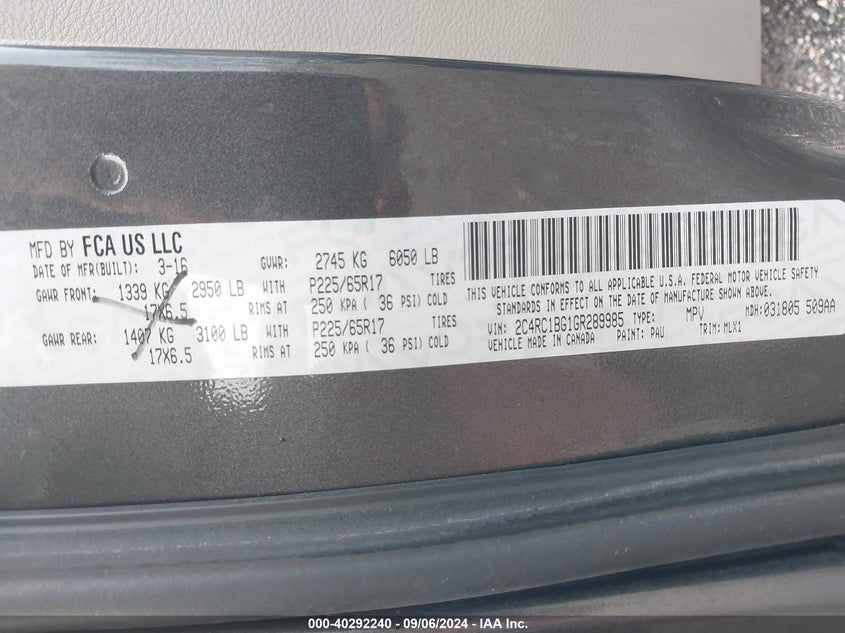 MFD BY FCA US LLC
DATE OF MFR(BUILT): 3-16 GVWR: 2745 KG 6050 LB
GAWR FRONT: 1339 KG 2950 LB WITH P225/65R17 TIRES
17X6.5 RIMS AT 250 KPA ( 36 PSI) COLD
GAWR REAR: 1407 KG 3100 LB WITH P225/65R17 TIRES
17X6.5 RIMS AT 250 KPA ( 36 PSI) COLD
THIS VEHICLE CONFORMS TO ALL APPLICABLE U.S.A. FEDERAL MOTOR VEHICLE SAFETY
STANDARDS IN EFFECT ON THE DATE OF MANUFACTURE SHOWN ABOVE.
VIN: 2C4RC1BG1GR289985 TYPE: MPV MDH:031805 509AA
VEHICLE MADE IN CANADA PAINT: PAU TRIM: MLX1
000-40292240 - 09/06/2024 - IAA Inc.